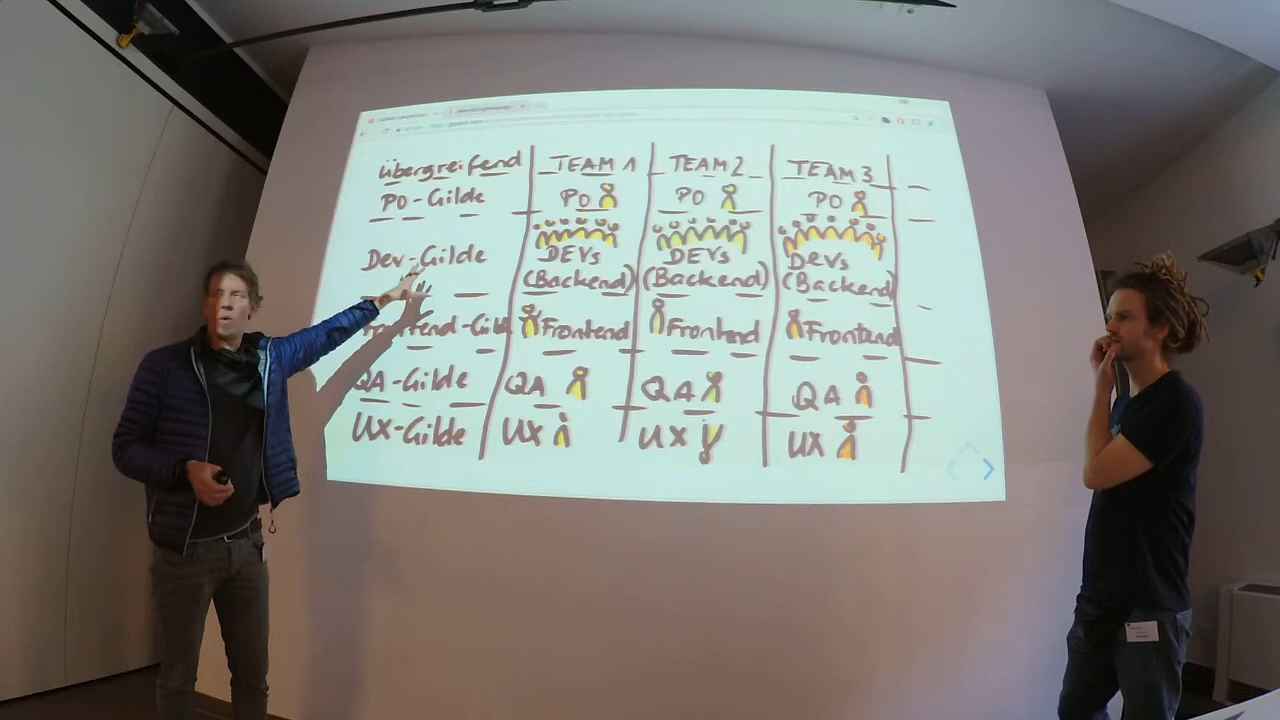 übergreifend TEAM 1 TEAM 2 TEAM 3
PO-Gilde PO PO PO
Dev-Gilde DEVs DEVs DEVs
(Backend) (Backend) (Backend)
Frontend-Gilde Frontend Frontend Frontend
QA-Gilde QA QA QA
UX-Gilde UX UX UX